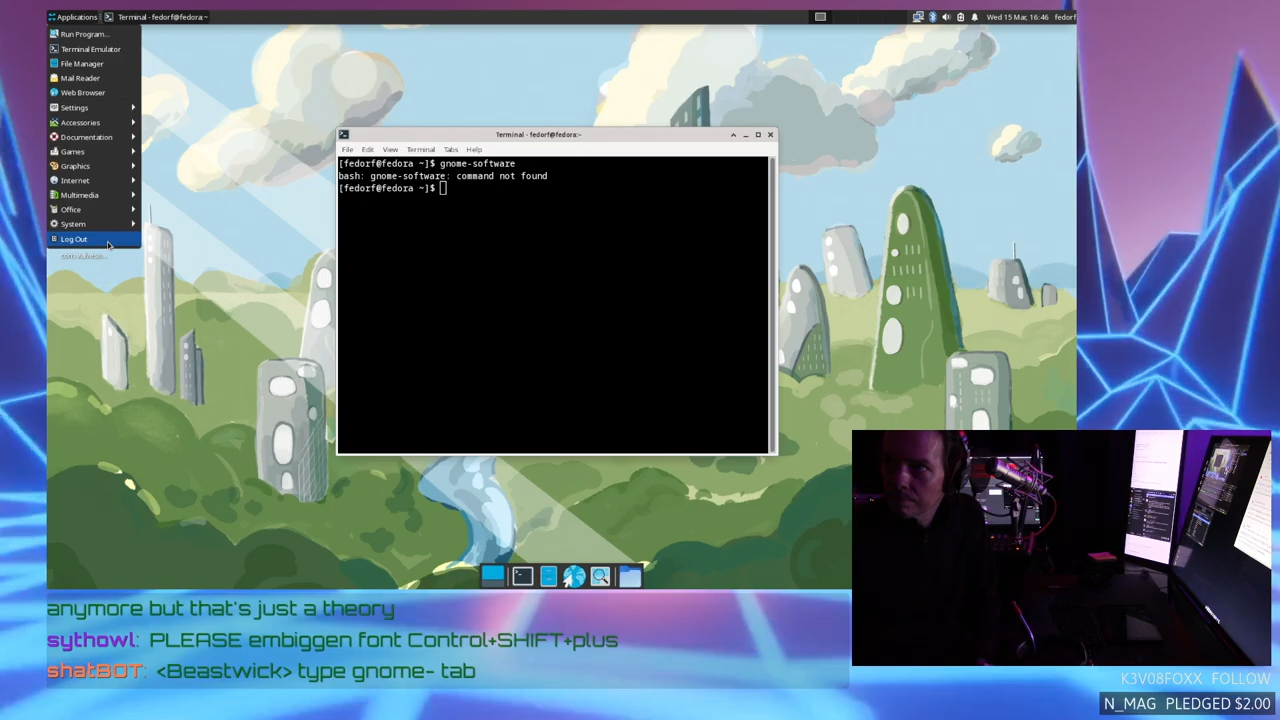 Applications
Terminal - fedorf@fedora:~
Wed 15 Mar, 16:46
fedorf
Run Program...
Terminal Emulator
File Manager
Mail Reader
Web Browser
Settings
Accessories
Documentation
Games
Graphics
Internet
Multimedia
Office
System
Log Out
Terminal - fedorf@fedora:~
File Edit View Terminal Tabs Help
[fedorf@fedora ~]$ gnome-software
bash: gnome-software: command not found
[fedorf@fedora ~]$
anymore but that's just a theory
sythowl: PLEASE embiggen font Control+SHIFT+plus
shatBOT: <Beastwick> type gnome- tab
K3V08FOXX FOLLOW
N_MAG PLEDGED $2.00